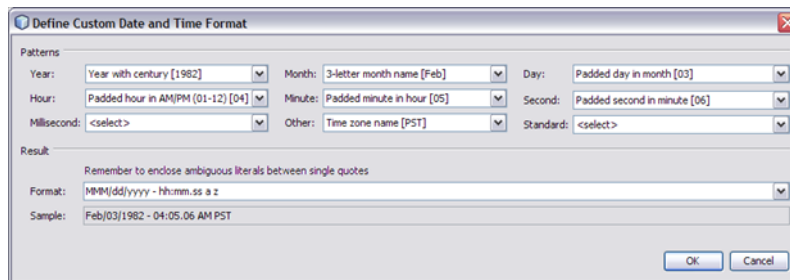 Define Custom Date and Time Format
Patterns
Year: Year with century [1982] Month: 3-letter month name [Feb] Day: Padded day in month [03]
Hour: Padded hour in AM/PM (01-12) [04] Minute: Padded minute in hour [05] Second: Padded second in minute [06]
Millisecond: <select> Other: Time zone name [PST] Standard: <select>
Result
Remember to enclose ambiguous literals between single quotes
Format: MMM/dd/yyyy - hh:mm.ss a z
Sample: Feb/03/1982 - 04:05.06 AM PST
OK Cancel